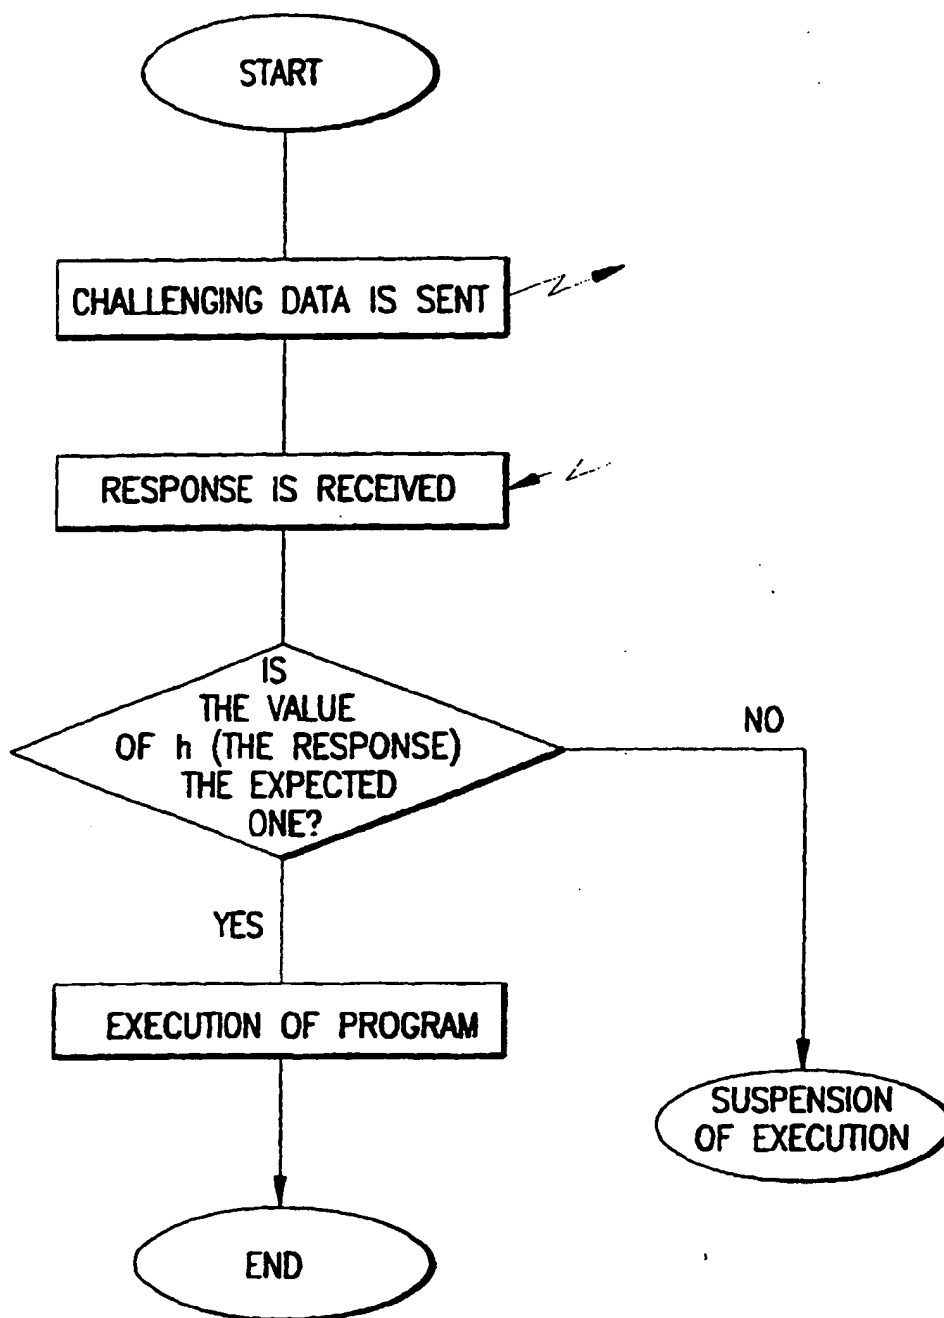 START
CHALLENGING DATA IS SENT
RESPONSE IS RECEIVED
IS
THE VALUE
OF h (THE RESPONSE)
THE EXPECTED
ONE?
NO
YES
EXECUTION OF PROGRAM
SUSPENSION
OF EXECUTION
END